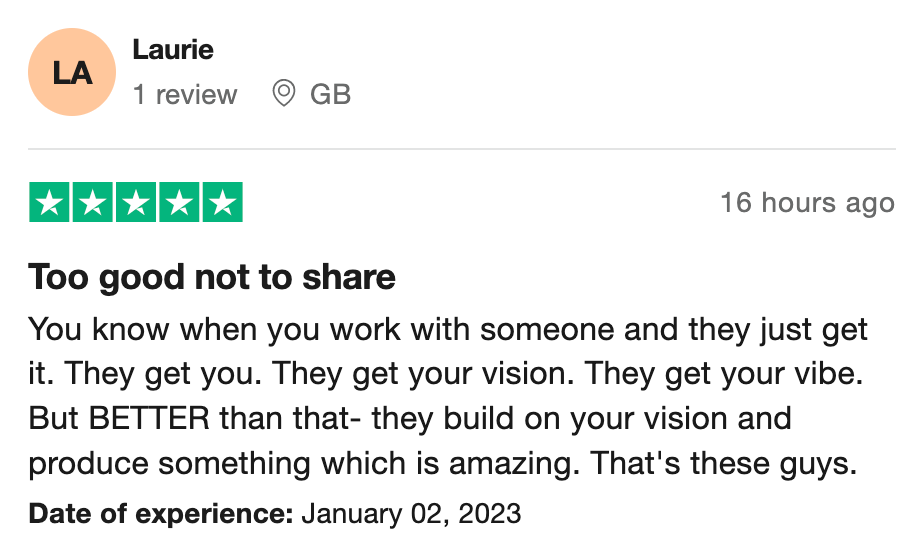 LA
Laurie
1 review GB
16 hours ago
Too good not to share
You know when you work with someone and they just get
it. They get you. They get your vision. They get your vibe.
But BETTER than that- they build on your vision and
produce something which is amazing. That's these guys.
Date of experience: January 02, 2023